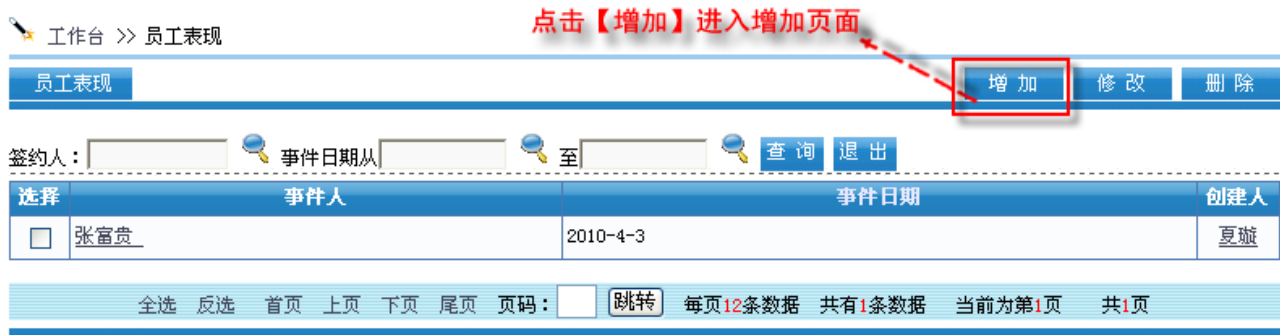 点击【增加】进入增加页面
工作台 >> 员工表现
员工表现 增 加 修 改 删 除
签约人： 事件日期从 至 查 询 退 出
选择 事件人 事件日期 创建人
张富贵 2010-4-3 夏璇
全选 反选 首页 上页 下页 尾页 页码： 跳转 每页12条数据 共有1条数据 当前为第1页 共1页